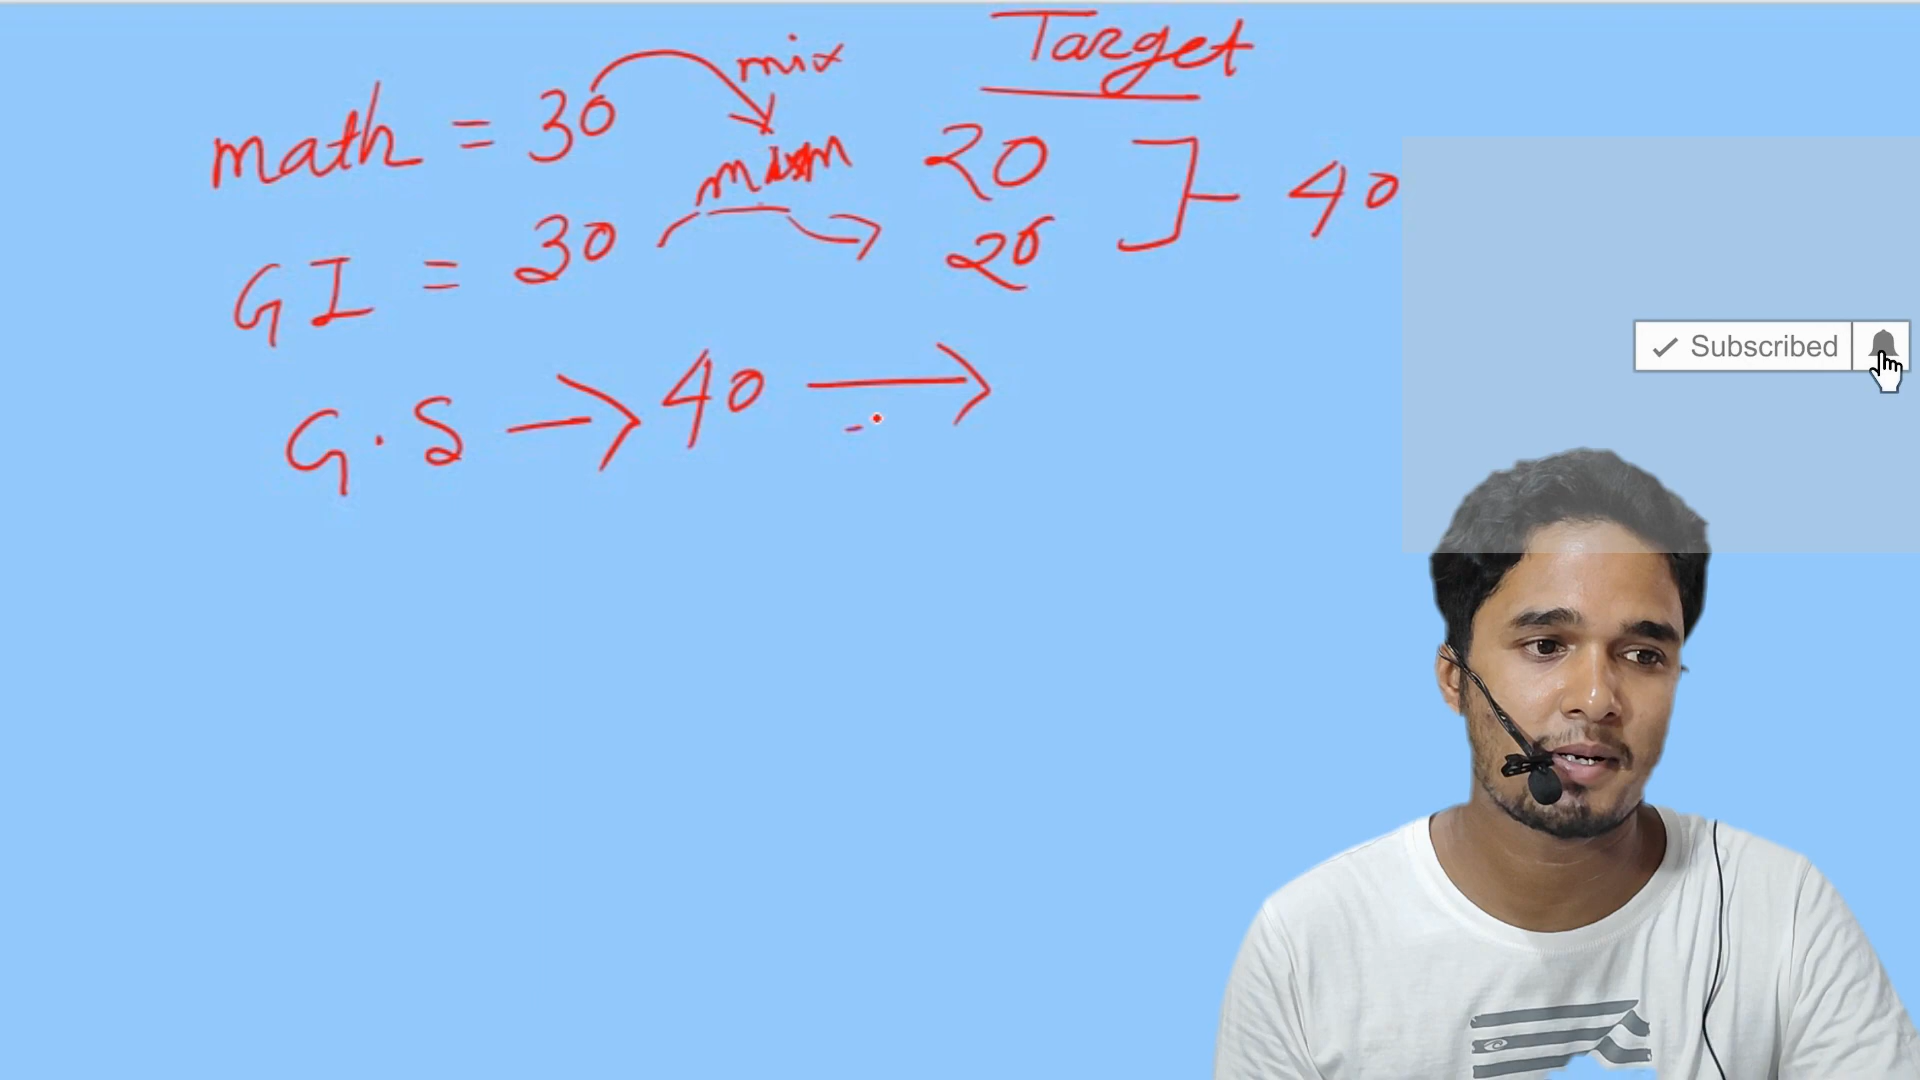 Target
mix
math = 30 20
40
GI = 30 20
G.S → 40 →
Subscribed